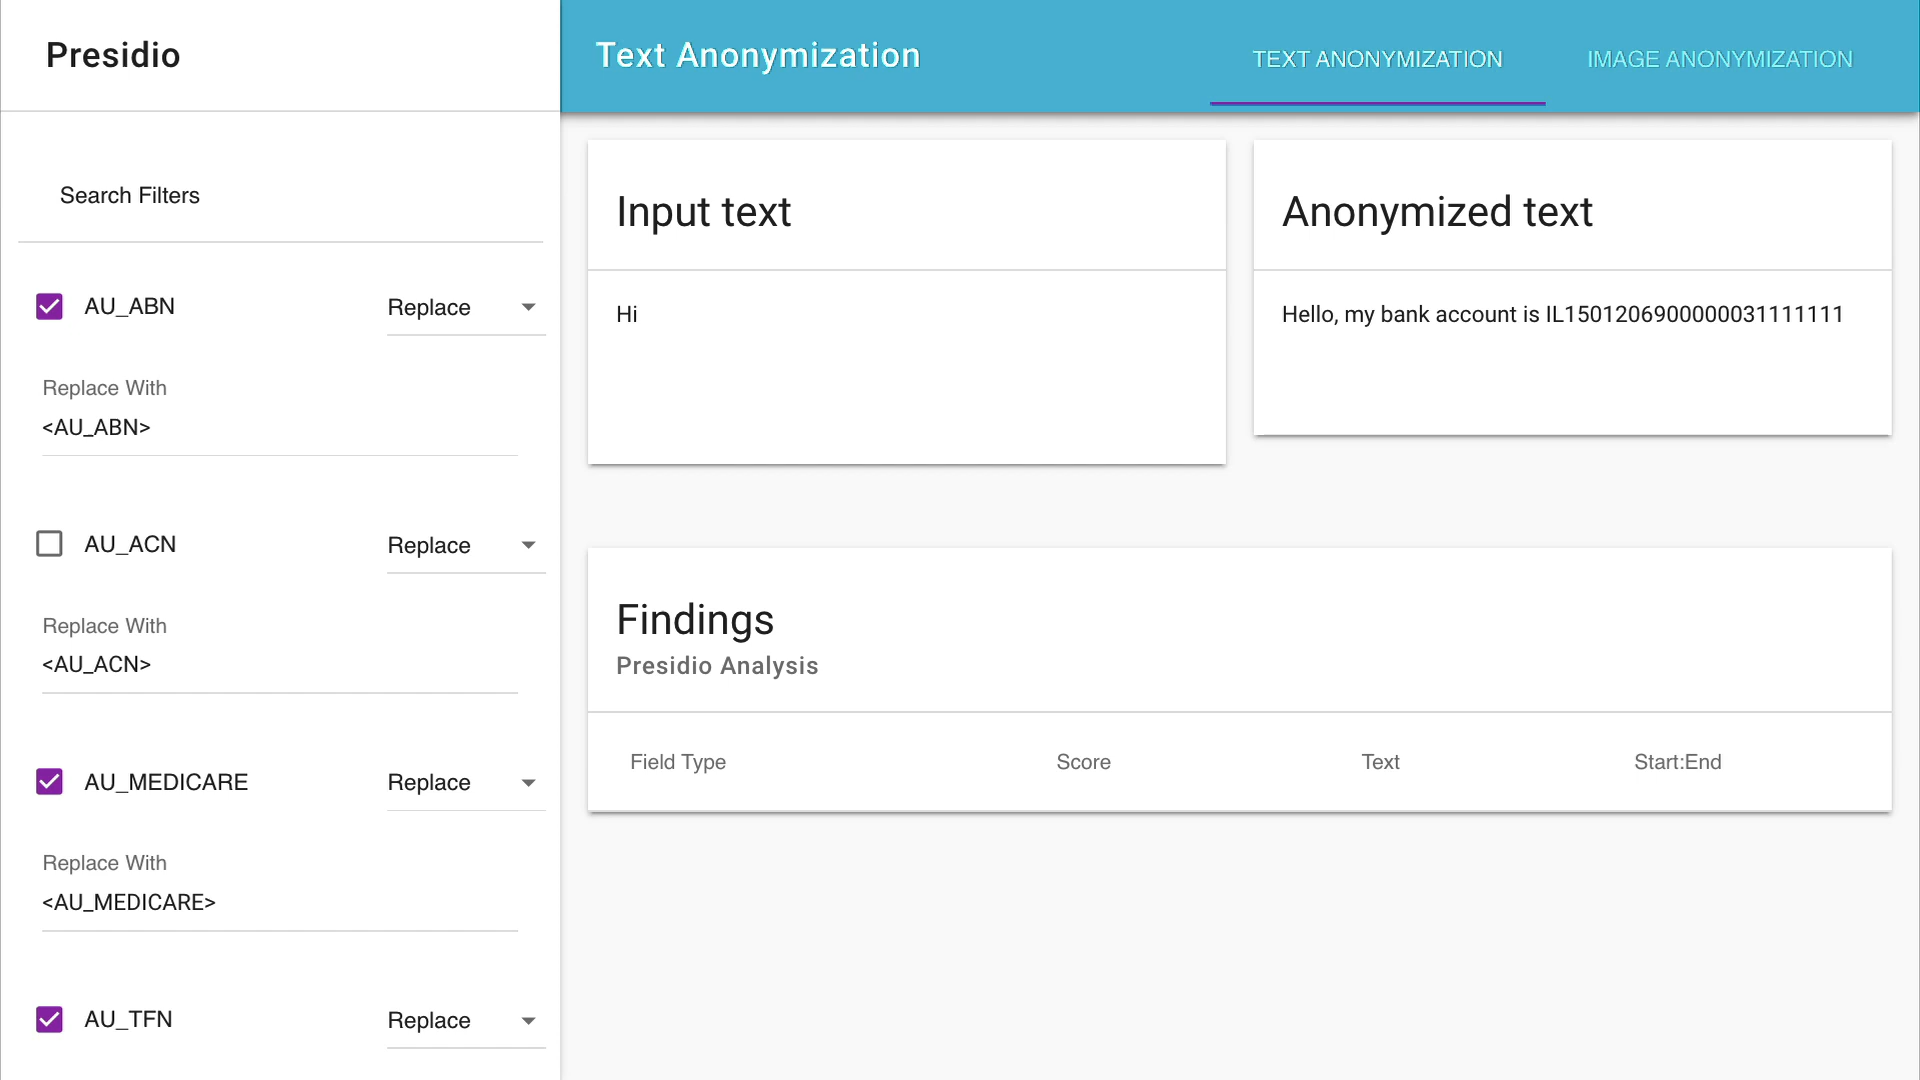 Presidio
Search Filters
AU_ABN Replace
Replace With
<AU_ABN>
AU_ACN Replace
Replace With
<AU_ACN>
AU_MEDICARE Replace
Replace With
<AU_MEDICARE>
AU_TFN Replace
Text Anonymization
TEXT ANONYMIZATION IMAGE ANONYMIZATION
Input text
Hi
Anonymized text
Hello, my bank account is IL150120690000003111111
Findings
Presidio Analysis
Field Type Score Text Start:End